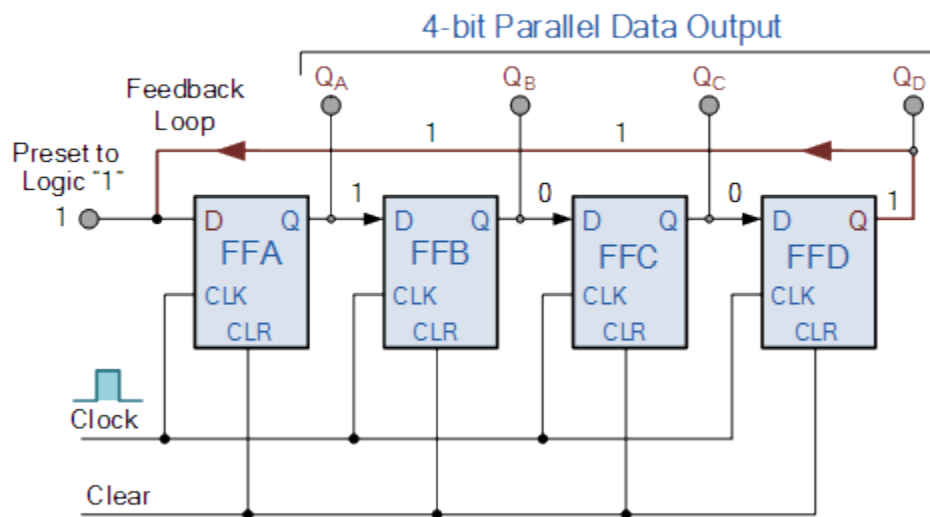 4-bit Parallel Data Output
QA QB QC QD
Feedback
Loop
1 1
Preset to
Logic "1"
1
1 0 0 1
D Q D Q D Q D Q
FFA FFB FFC FFD
CLK CLK CLK CLK
CLR CLR CLR CLR
Clock
Clear